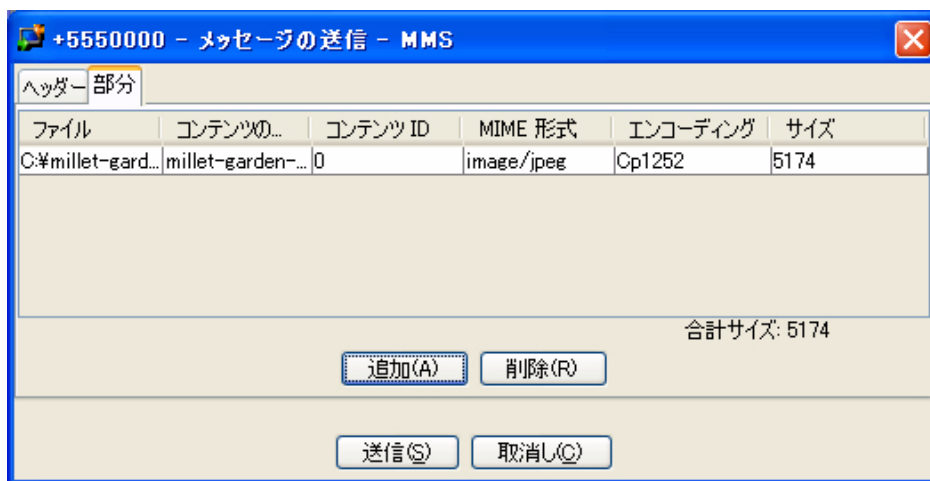 +5550000 - メッセージの送信 - MMS
ヘッダー 部分
ファイル コンテンツの... コンテンツ ID MIME 形式 エンコーディング サイズ
C:¥millet-gard... millet-garden-... 0 image/jpeg Cp1252 5174
合計サイズ: 5174
追加(A) 削除(R)
送信(S) 取消し(C)